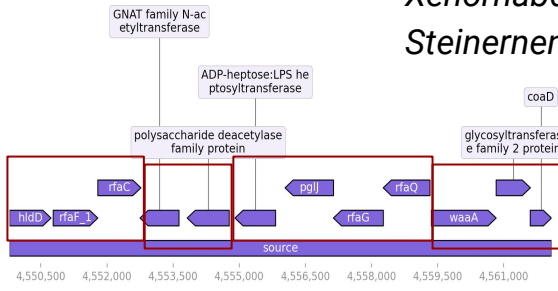 Steinernem
GNAT family N-ac
etyltransferase
ADP-heptose:LPS he
ptosyltransferase
coaD
polysaccharide deacetylase
family protein
glycosyltransferas
e family 2 protein
rfaC
pglJ
rfaQ
hldD
rfaF_1
rfaG
waaA
source
4,550,500
4,552,000
4,553,500
4,555,000
4,556,500
4,558,000
4,559,500
4,561,000